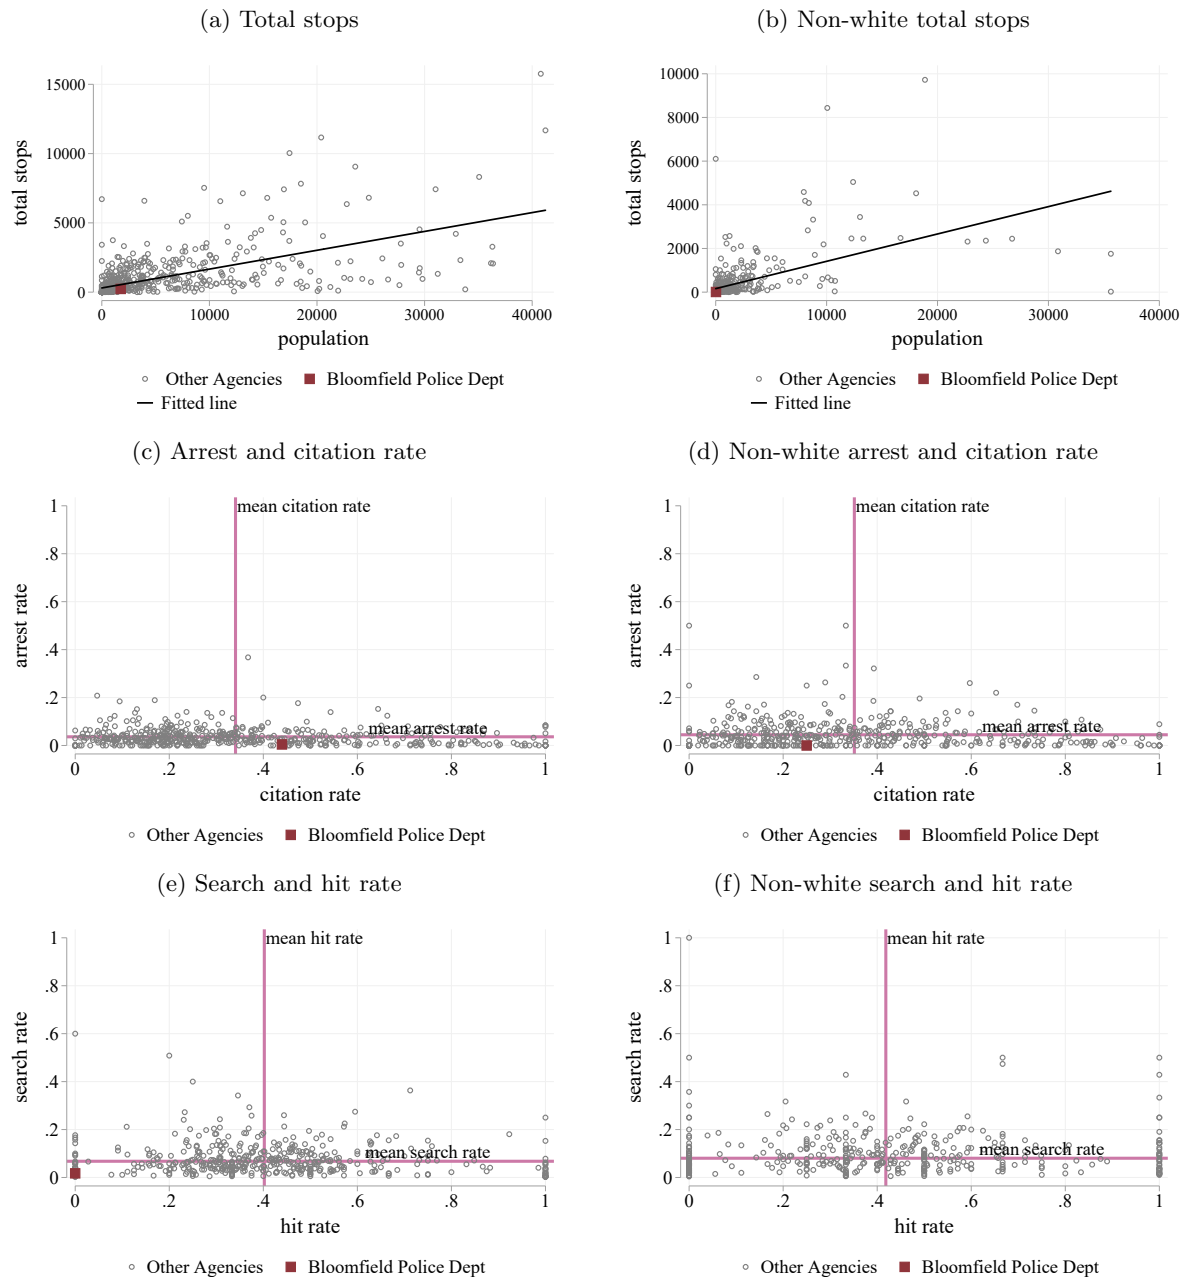 (a) Total stops
(b) Non-white total stops
total stops
15000
10000
5000
0
0 10000 20000 30000 40000
population
Other Agencies Bloomfield Police Dept
Fitted line
total stops
10000
8000
6000
4000
2000
0
0 10000 20000 30000 40000
population
Other Agencies Bloomfield Police Dept
Fitted line
(c) Arrest and citation rate
(d) Non-white arrest and citation rate
arrest rate
1
.8
.6
.4
.2
0
mean citation rate
mean arrest rate
0 .2 .4 .6 .8 1
citation rate
Other Agencies Bloomfield Police Dept
arrest rate
1
.8
.6
.4
.2
0
mean citation rate
mean arrest rate
0 .2 .4 .6 .8 1
citation rate
Other Agencies Bloomfield Police Dept
(e) Search and hit rate
(f) Non-white search and hit rate
search rate
1
.8
.6
.4
.2
0
mean hit rate
mean search rate
0 .2 .4 .6 .8 1
hit rate
Other Agencies Bloomfield Police Dept
search rate
1
.8
.6
.4
.2
0
mean hit rate
mean search rate
0 .2 .4 .6 .8 1
hit rate
Other Agencies Bloomfield Police Dept